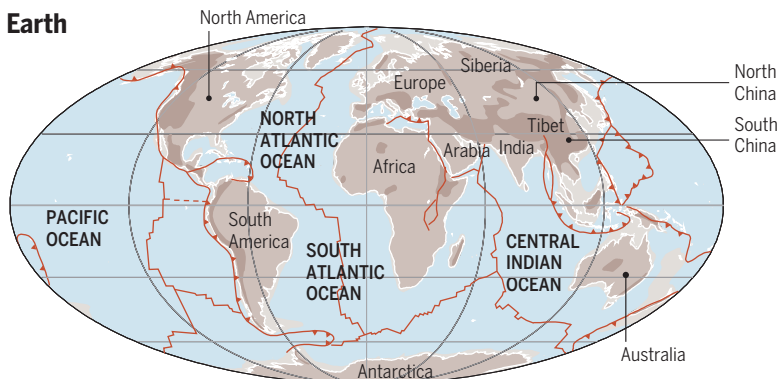 Earth
North America
Siberia
Europe
North
China
NORTH
ATLANTIC
OCEAN
Tibet
South
China
Africa
Arabia
India
PACIFIC
OCEAN
South
America
SOUTH
ATLANTIC
OCEAN
CENTRAL
INDIAN
OCEAN
Australia
Antarctica